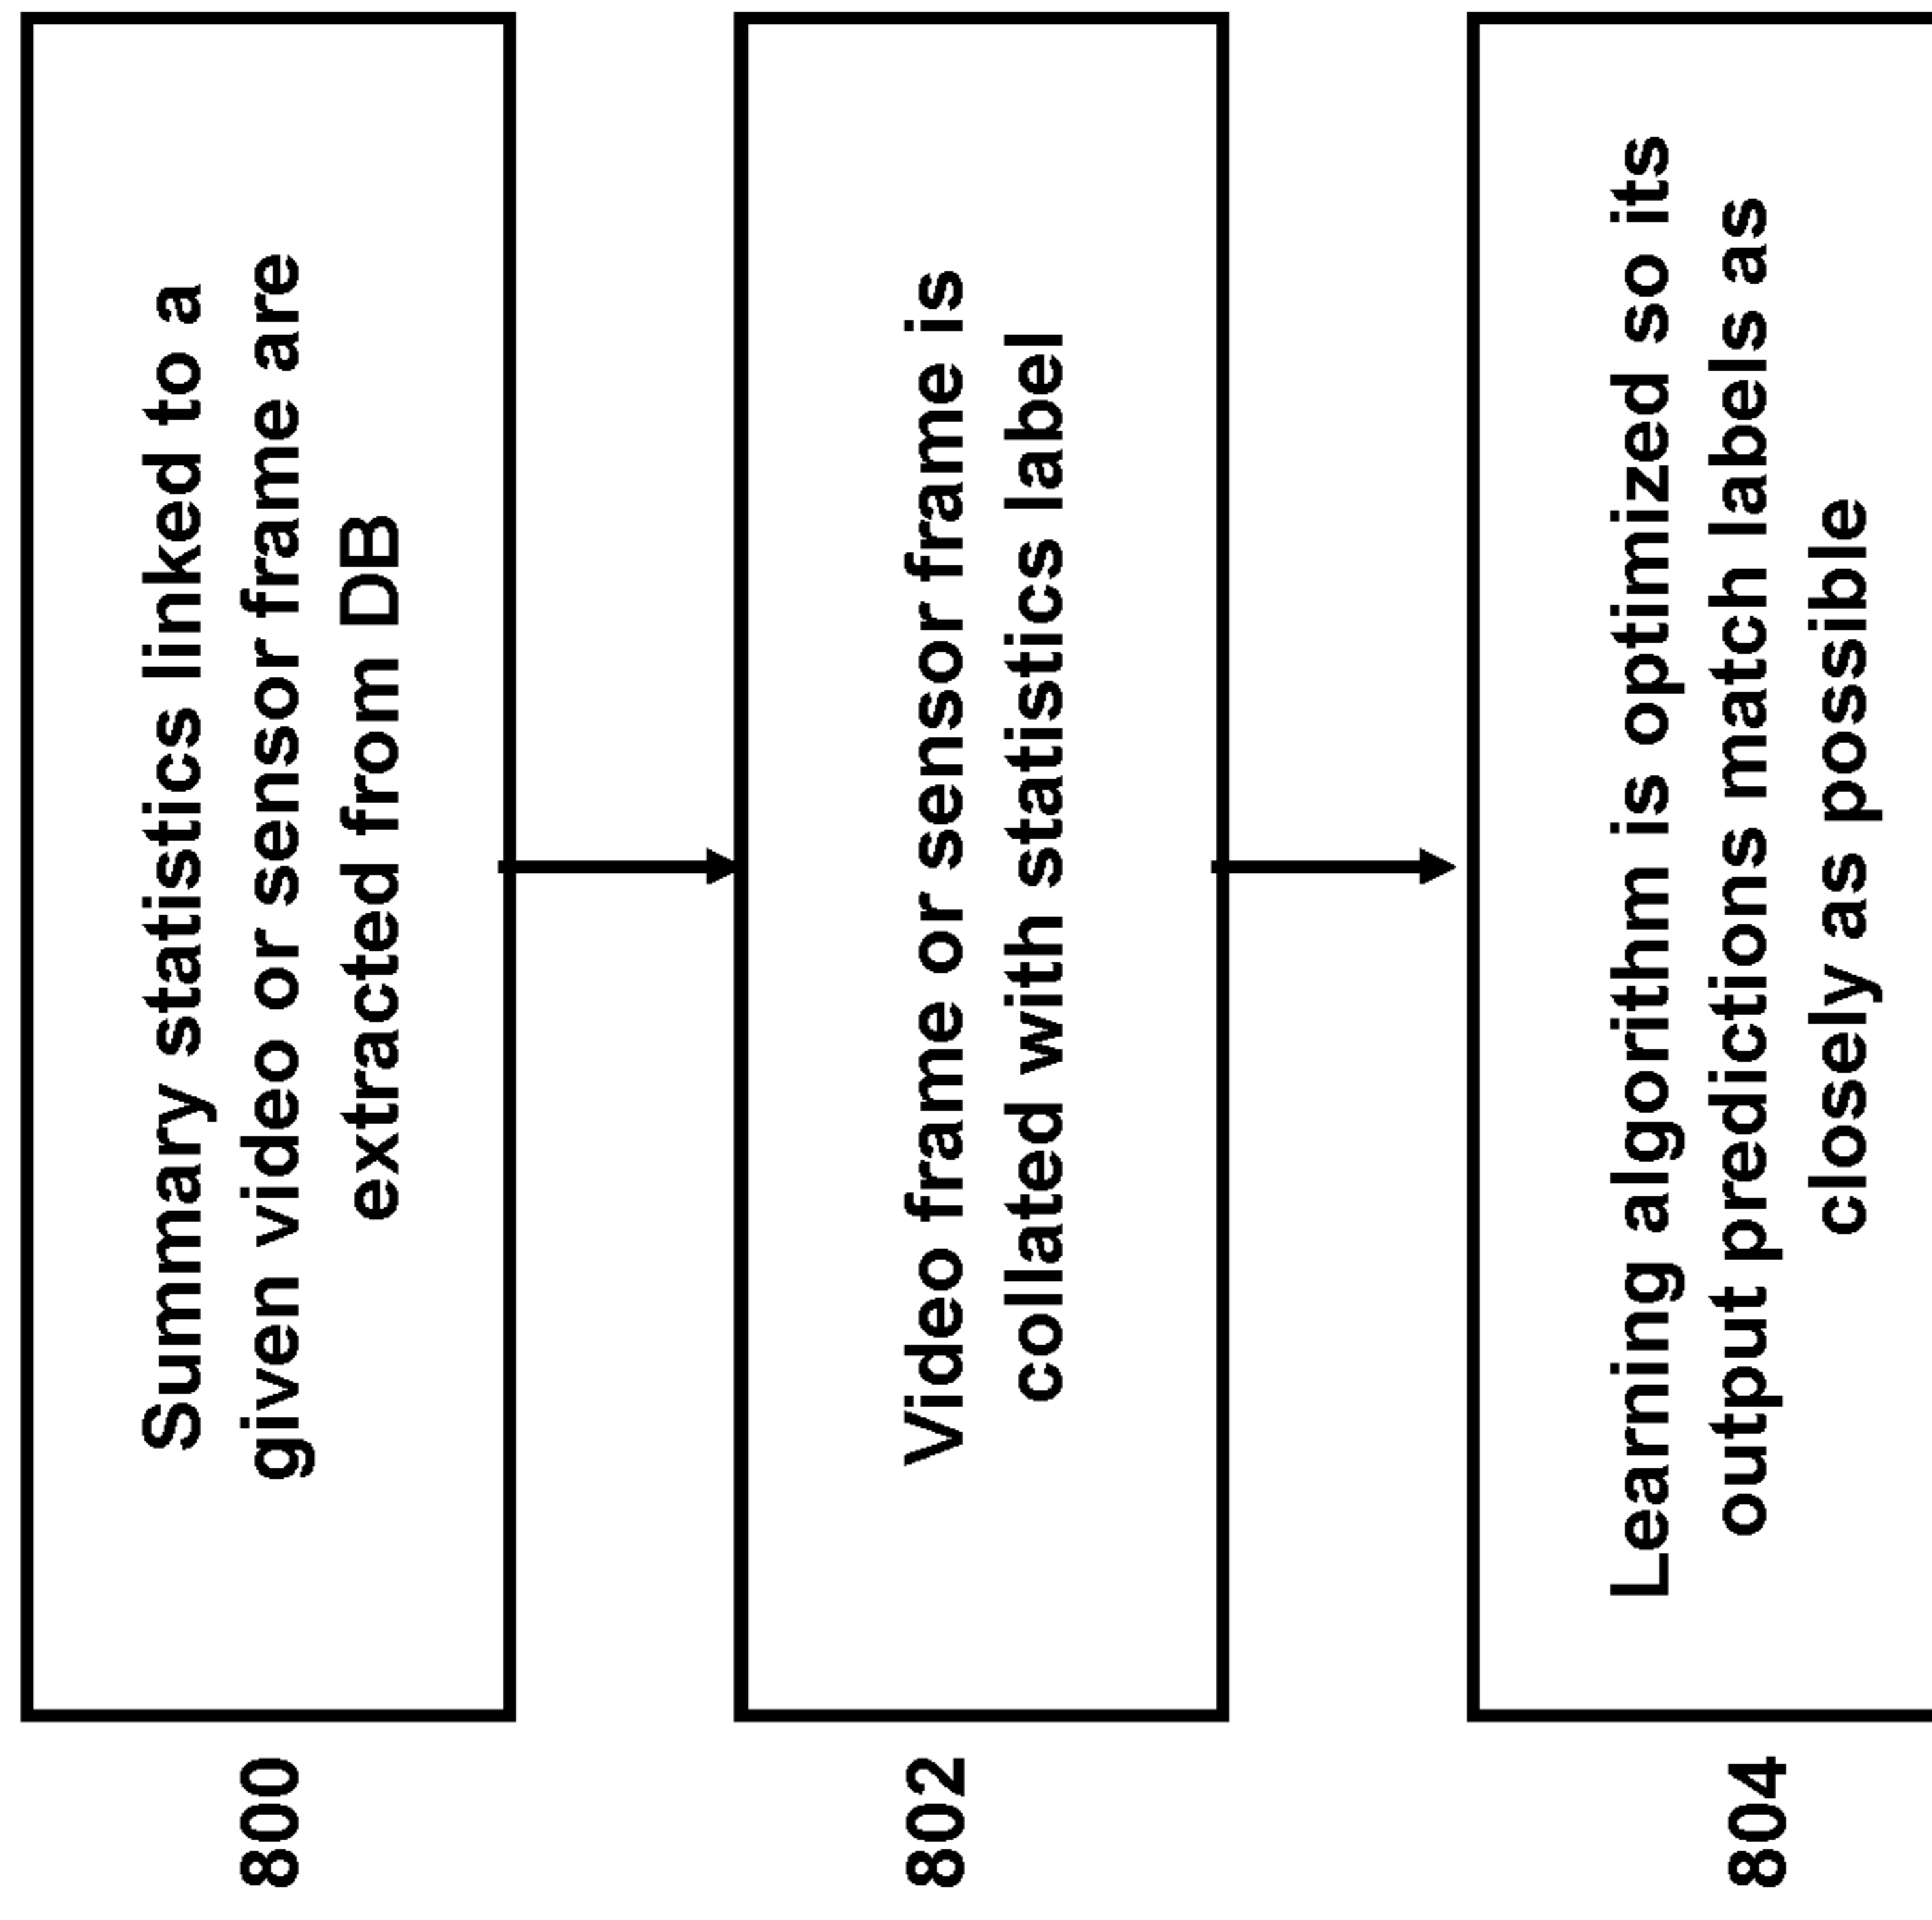 800
Summary statistics linked to a
given video or sensor frame are
extracted from DB
802
Video frame or sensor frame is
collated with statistics label
804
Learning algorithm is optimized so its
output predictions match labels as
closely as possible